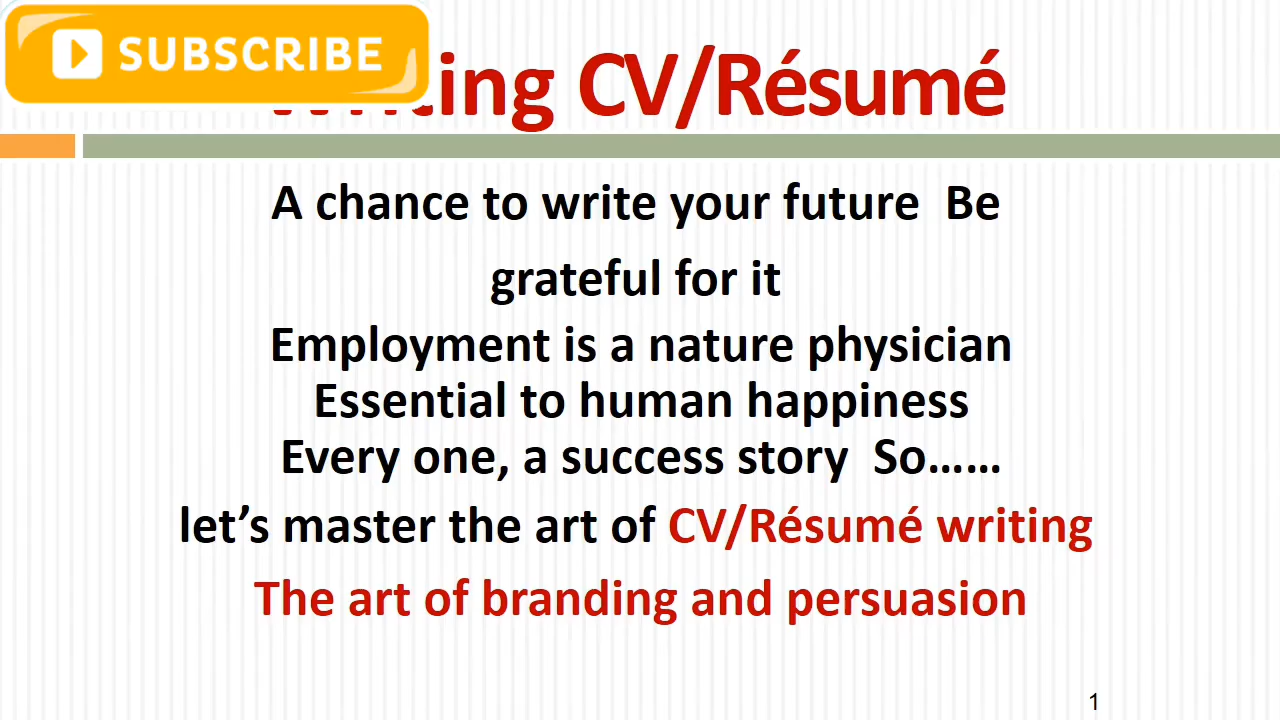 SUBSCRIBE
CV/Résumé
A chance to write your future Be
grateful for it
Employment is a nature physician
Essential to human happiness
Every one, a success story So……
let’s master the art of CV/Résumé writing
The art of branding and persuasion
1